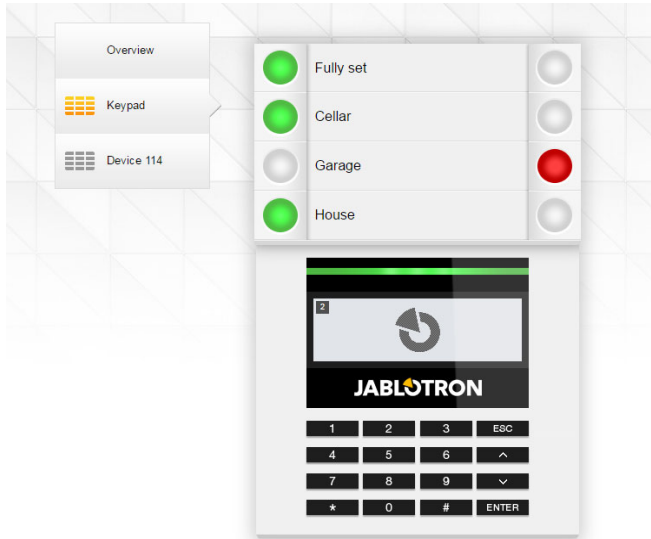 Overview
Keypad
Device 114
Fully set
Cellar
Garage
House
2
JABLOTRON
1 2 3 ESC
4 5 6
7 8 9
* 0 # ENTER